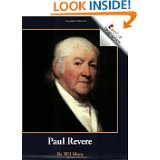 LOOK INSIDE!
Paul Revere
By Wil Mara